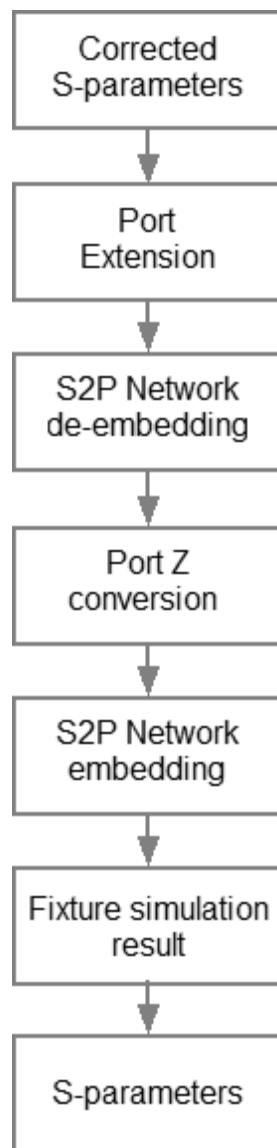 Corrected
S-parameters
Port
Extension
S2P Network
de-embedding
Port Z
conversion
S2P Network
embedding
Fixture simulation
result
S-parameters